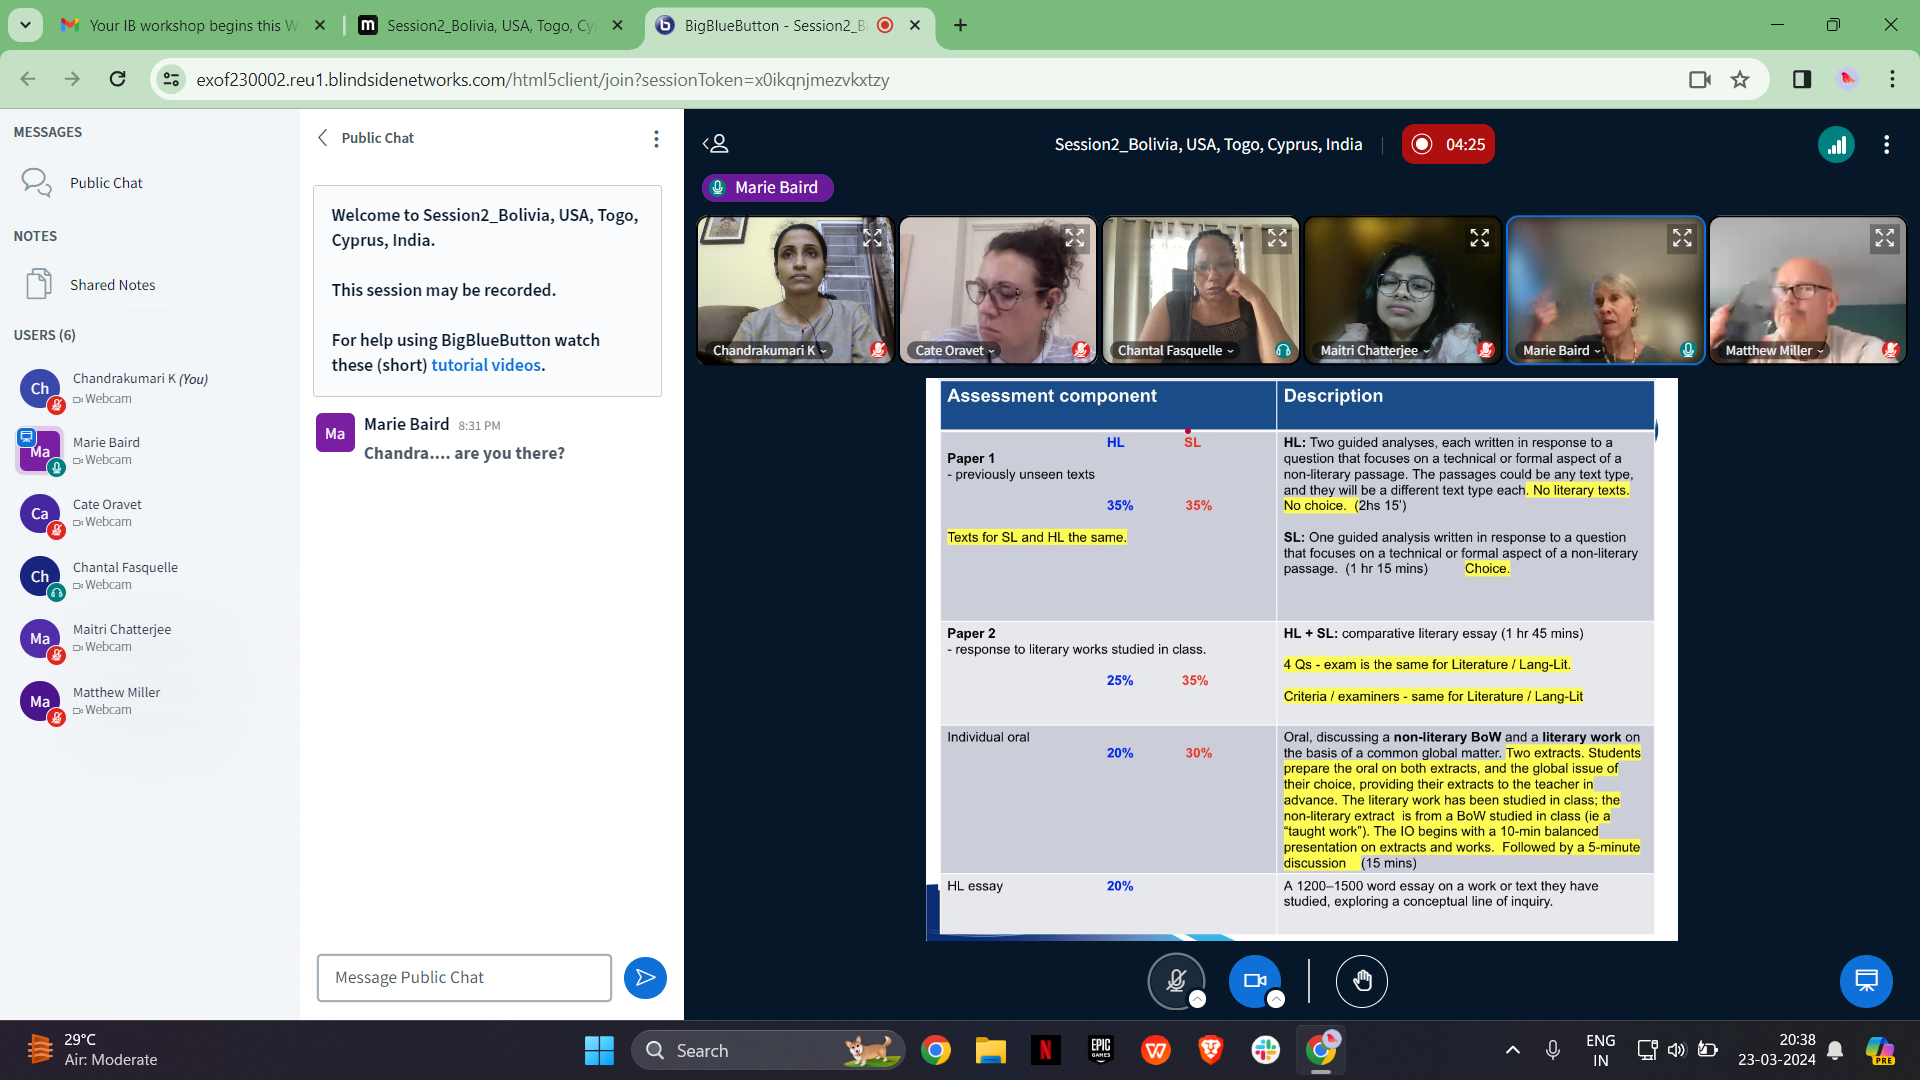 Your IB workshop begins this W
Session2_Bolivia, USA, Togo, Cy
BigBlueButton - Session2_B
exof230002.reu1.blindsidenetworks.com/html5client/join?sessionToken=x0ikqnjmezvkxtzy
MESSAGES
Public Chat
NOTES
Shared Notes
USERS (6)
Ch
Chandrakumari K (You)
Webcam
Ma
Marie Baird
Webcam
Ca
Cate Oravet
Webcam
Ch
Chantal Fasquelle
Webcam
Ma
Maitri Chatterjee
Webcam
Ma
Matthew Miller
Webcam
Public Chat
Welcome to Session2_Bolivia, USA, Togo,
Cyprus, India.
This session may be recorded.
For help using BigBlueButton watch
these (short) tutorial videos.
Ma
Marie Baird 8:31 PM
Chandra.... are you there?
Message Public Chat
Session2_Bolivia, USA, Togo, Cyprus, India
04:25
Marie Baird
Chandrakumari K
Cate Oravet
Chantal Fasquelle
Maitri Chatterjee
Marie Baird
Matthew Miller
Assessment component
Description
HL SL
Paper 1
- previously unseen texts
35% 35%
Texts for SL and HL the same.
HL: Two guided analyses, each written in response to a
question that focuses on a technical or formal aspect of a
non-literary passage. The passages could be any text type,
and they will be a different text type each. No literary texts.
No choice. (2hs 15')
SL: One guided analysis written in response to a question
that focuses on a technical or formal aspect of a non-literary
passage. (1 hr 15 mins) Choice.
Paper 2
- response to literary works studied in class.
25% 35%
HL + SL: comparative literary essay (1 hr 45 mins)
4 Qs - exam is the same for Literature / Lang-Lit.
Criteria / examiners - same for Literature / Lang-Lit
Individual oral
20% 30%
Oral, discussing a non-literary BoW and a literary work on
the basis of a common global matter. Two extracts. Students
prepare the oral on both extracts, and the global issue of
their choice, providing their extracts to the teacher in
advance. The literary work has been studied in class; the
non-literary extract is from a BoW studied in class (ie a
“taught work”). The IO begins with a 10-min balanced
presentation on extracts and works. Followed by a 5-minute
discussion (15 mins)
HL essay 20%
A 1200–1500 word essay on a work or text they have
studied, exploring a conceptual line of inquiry.
29°C
Air: Moderate
Search
EPIC
GAMES
ENG
IN
20:38
23-03-2024
PRE